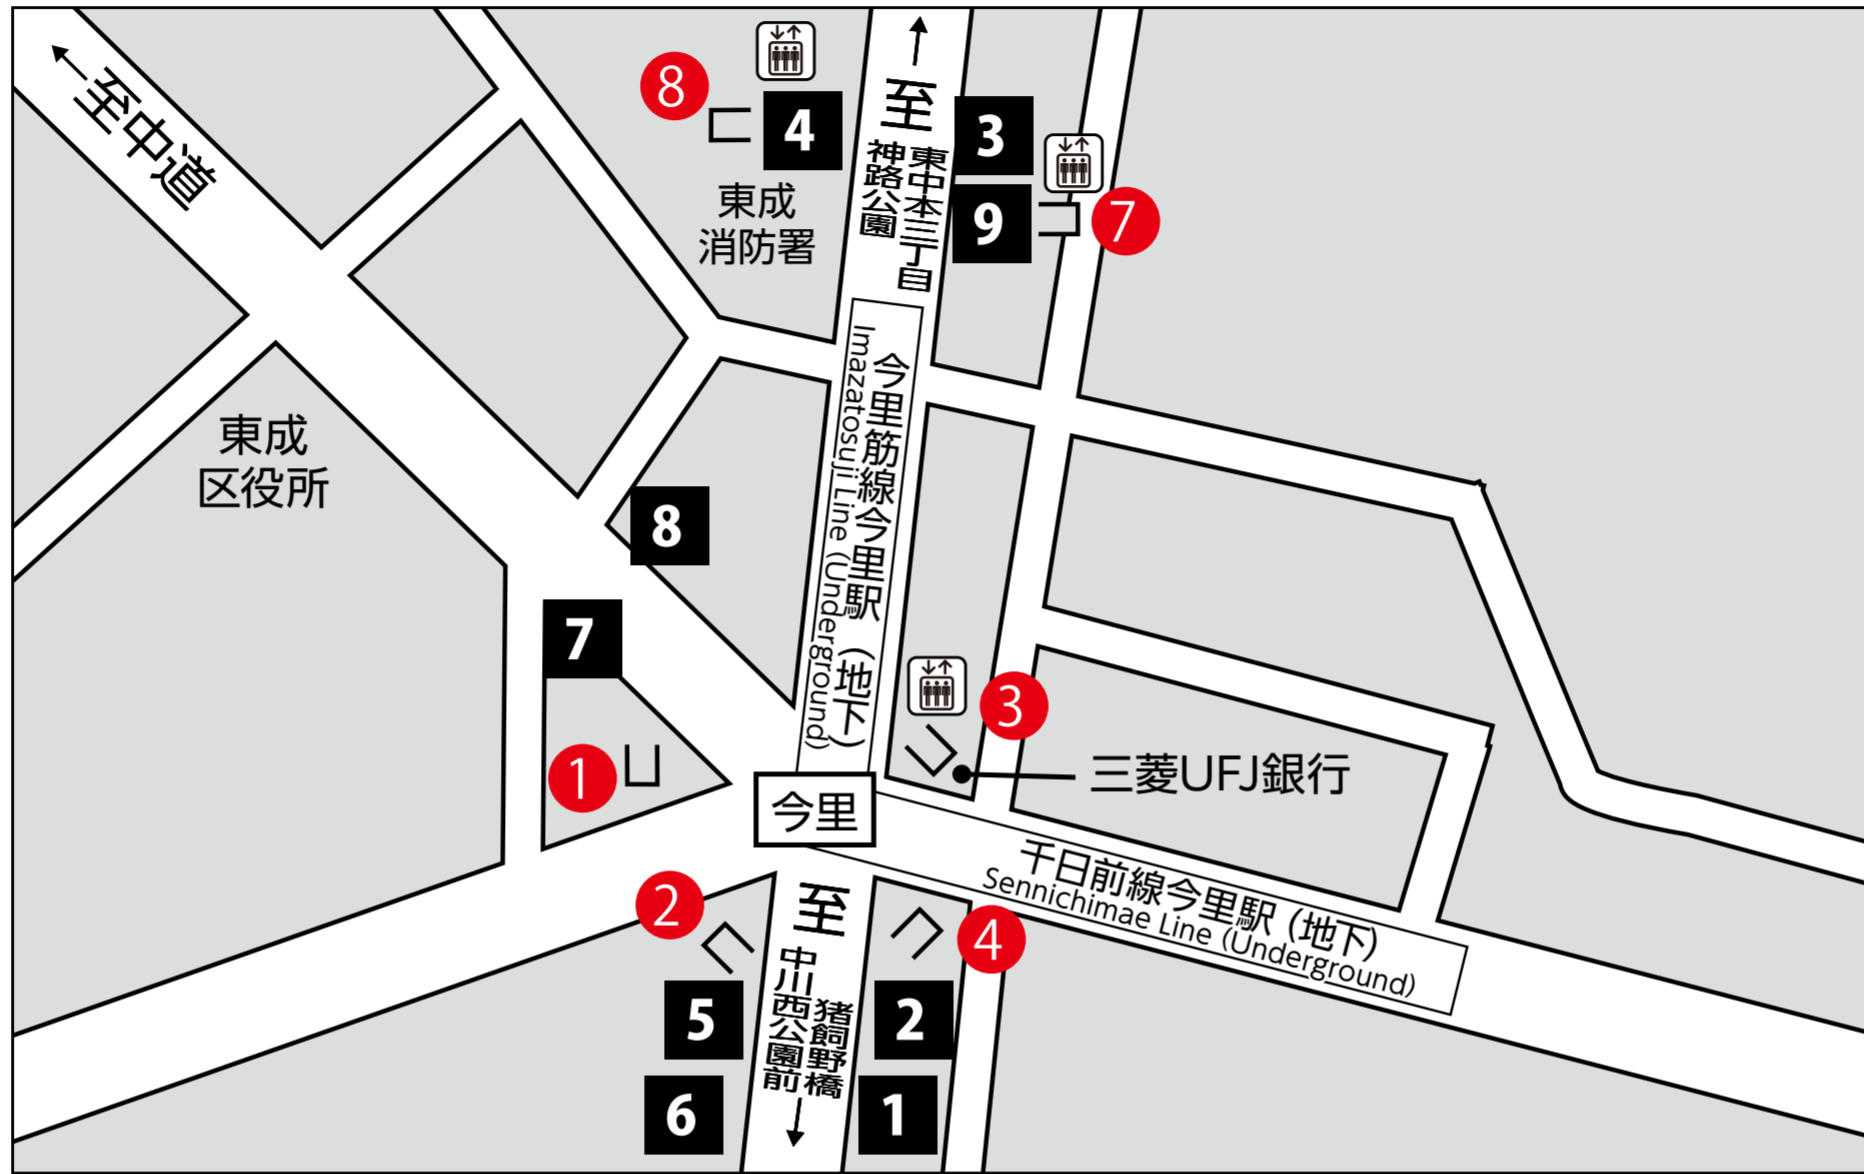 至中道
8
4
東成
消防署
至
東中本三丁目
神路公園
3
9
7
今里筋線今里駅（地下）
Imazatosuji Line (Underground)
東成
区役所
8
7
1
3
三菱UFJ銀行
今里
千日前線今里駅（地下）
Sennichimae Line (Underground)
2
至
猪飼野橋
中川西公園前
4
5
2
6
1